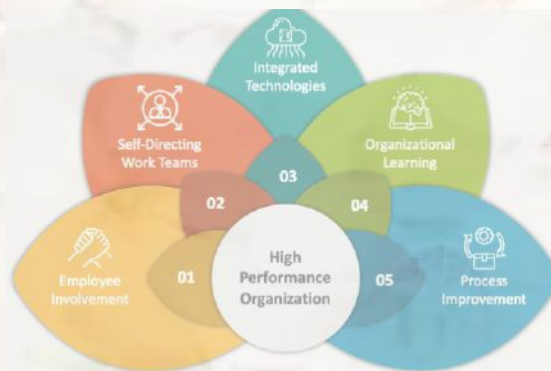 Integrated
Technologies
Self-Directing
Work Teams
Organizational
Learning
03
02
04
Employee
Involvement
01
High
Performance
Organization
05
Process
Improvement